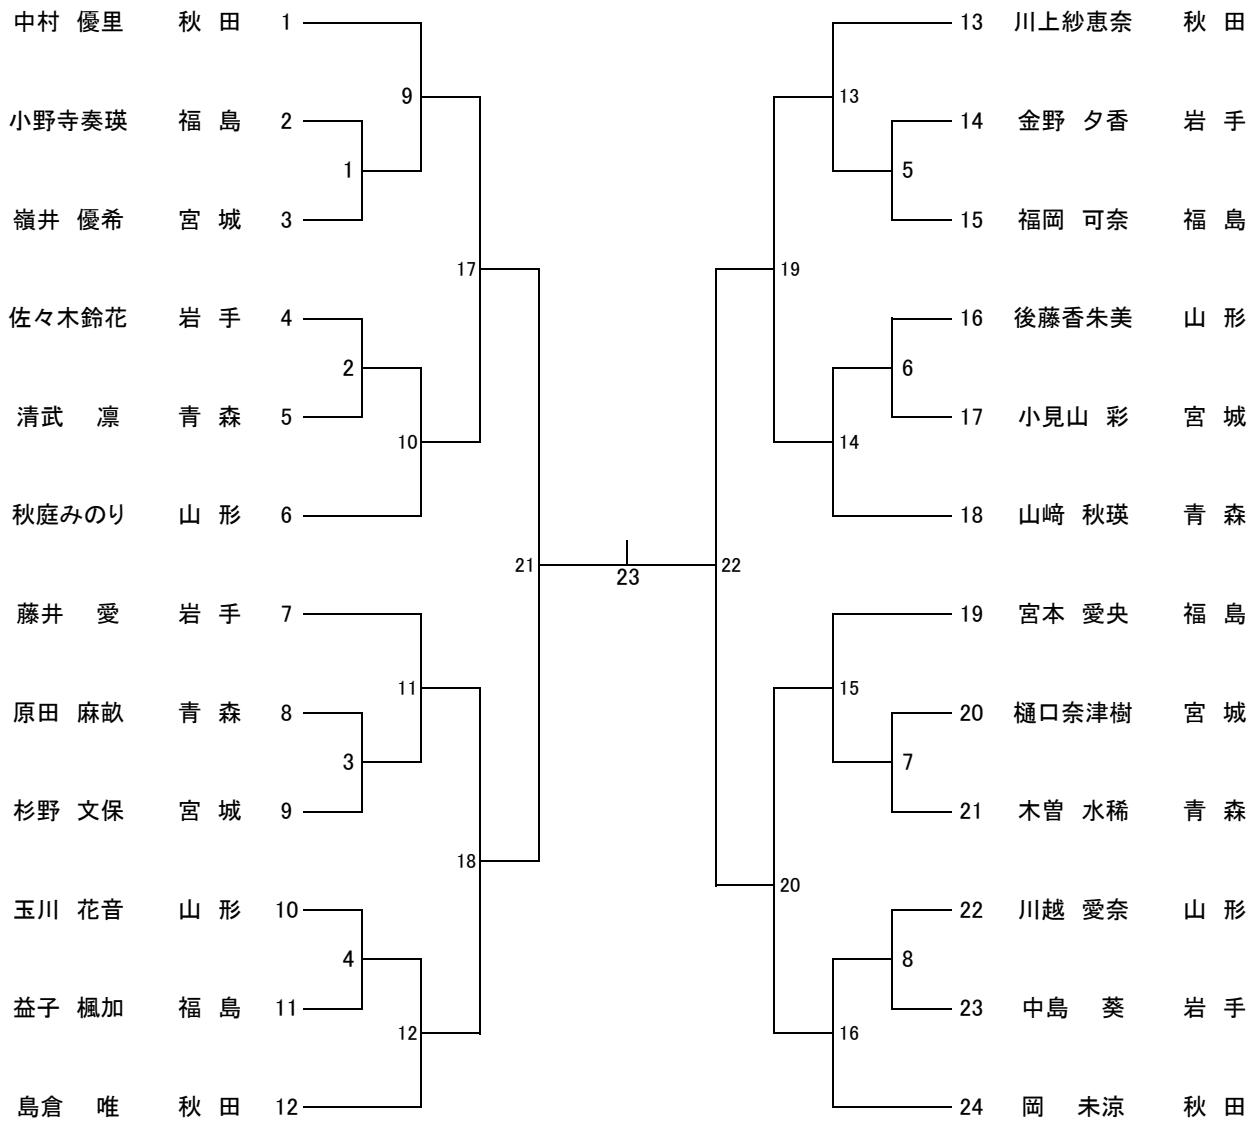 中村 優里 秋 田 1
9
小野寺奏瑛 福 島 2
1
嶺井 優希 宮 城 3
17
佐々木鈴花 岩 手 4
2
清武 凛 青 森 5
10
秋庭みのり 山 形 6
21
藤井 愛 岩 手 7
11
原田 麻畝 青 森 8
3
杉野 文保 宮 城 9
18
玉川 花音 山 形 10
4
益子 楓加 福 島 11
12
島倉 唯 秋 田 12
23
13 川上紗恵奈 秋 田
13
14 金野 夕香 岩 手
5
15 福岡 可奈 福 島
19
16 後藤香朱美 山 形
6
17 小見山 彩 宮 城
14
18 山﨑 秋瑛 青 森
22
19 宮本 愛央 福 島
15
20 樋口奈津樹 宮 城
7
21 木曽 水稀 青 森
20
22 川越 愛奈 山 形
8
23 中島 葵 岩 手
16
24 岡 未涼 秋 田